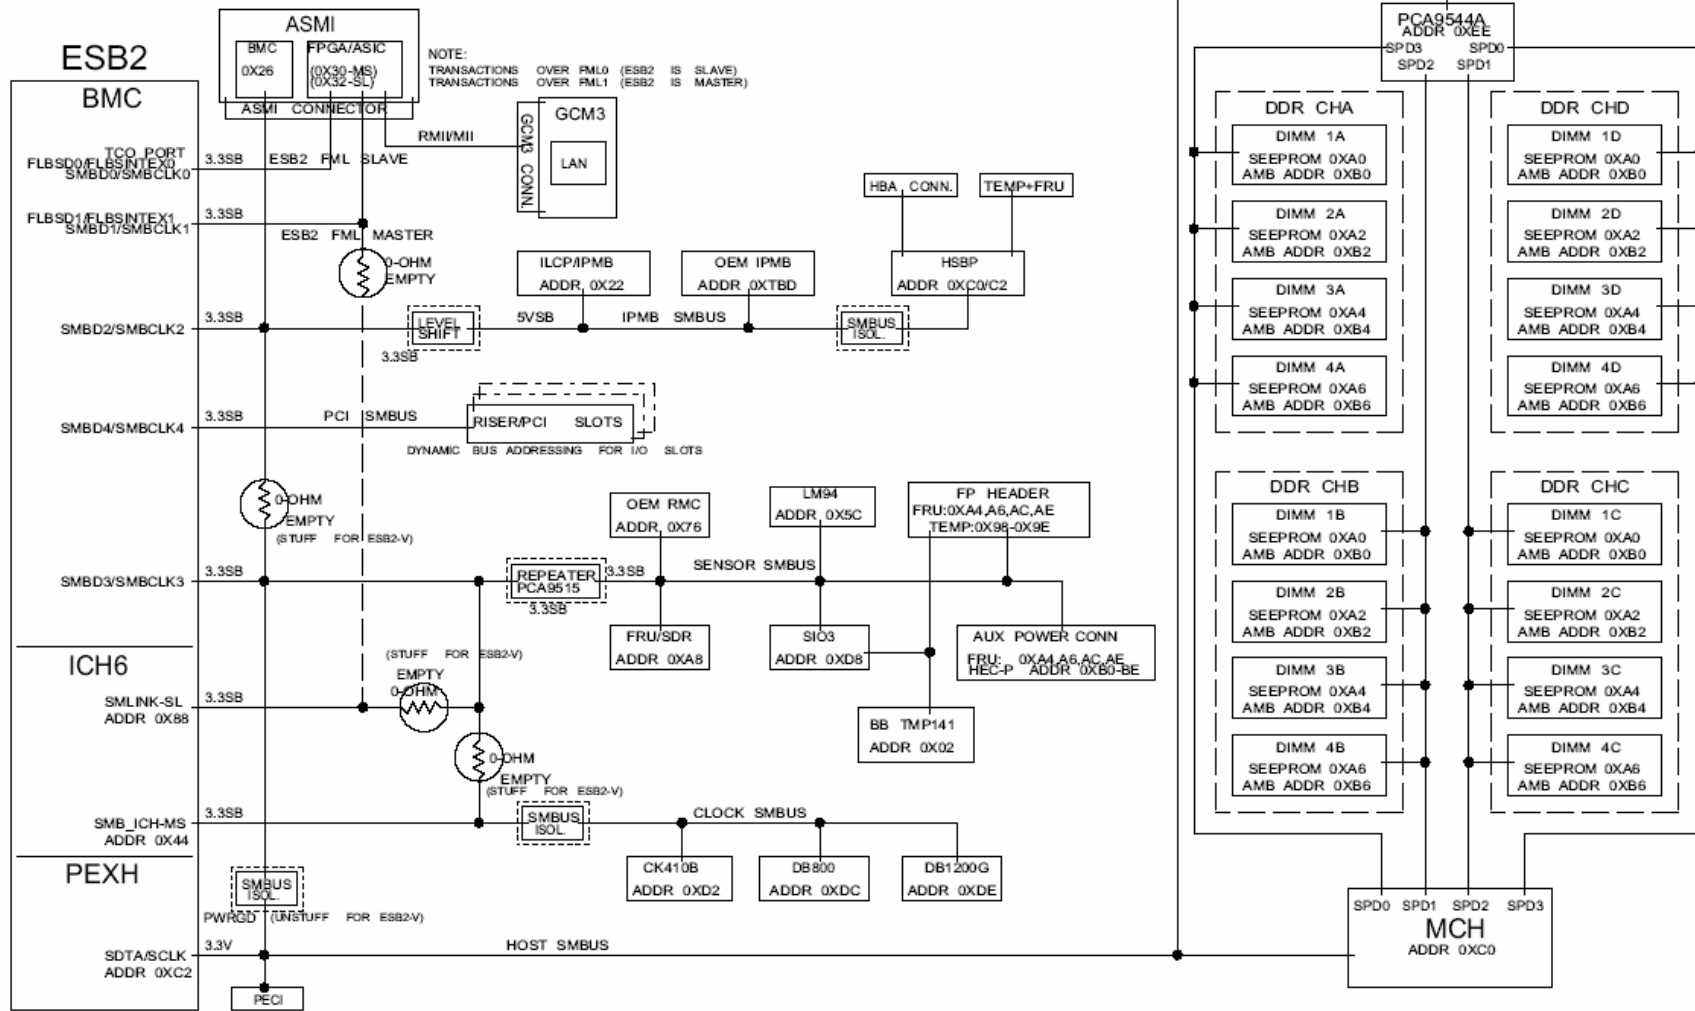 ESB2
BMC
TCO PORT
FLBSD0/FLBSINTEX0
SMBD0/SMBCLK0
FLBSD1/FLBSINTEX1
SMBD1/SMBCLK1
SMBD2/SMBCLK2
SMBD4/SMBCLK4
SMBD3/SMBCLK3
ICH6
SMLINK-SL
ADDR 0X88
SMB_ICH-MS
ADDR 0X44
PEXH
SDTA/SCLK
ADDR 0XC2
ASMI
BMC
0X26
FPGA/ASIC
(0X30-MS)
(0X32-SL)
ASMI CONNECTOR
NOTE:
TRANSACTIONS OVER FML0 (ESB2 IS SLAVE)
TRANSACTIONS OVER FML1 (ESB2 IS MASTER)
RMII/MII
GCM3 CONN.
GCM3
LAN
3.3SB
ESB2 FML SLAVE
3.3SB
ESB2 FML MASTER
0-OHM
EMPTY
HBA CONN.
TEMP+FRU
ILCP/IPMB
ADDR 0X22
OEM IPMB
ADDR 0XTBD
HSBP
ADDR 0XC0/C2
3.3SB
LEVEL
SHIFT
3.3SB
5VSB
IPMB SMBUS
SMBUS
ISOL.
3.3SB
PCI SMBUS
RISER/PCI SLOTS
DYNAMIC BUS ADDRESSING FOR I/O SLOTS
0-OHM
EMPTY
(STUFF FOR ESB2-V)
OEM RMC
ADDR 0X76
LM94
ADDR 0X5C
FP HEADER
FRU:0XA4,A6,AC,AE
TEMP:0X98-0X9E
3.3SB
REPEATER
PCA9515
3.3SB
3.3SB
SENSOR SMBUS
FRU/SDR
ADDR 0XA8
SIO3
ADDR 0XD8
AUX POWER CONN
FRU: 0XA4,A6,AC,AE
HEC-P ADDR 0XB0-BE
BB TMP141
ADDR 0X02
(STUFF FOR ESB2-V)
EMPTY
0-OHM
3.3SB
0-OHM
EMPTY
(STUFF FOR ESB2-V)
3.3SB
SMBUS
ISOL.
CLOCK SMBUS
CK410B
ADDR 0XD2
DB800
ADDR 0XDC
DB1200G
ADDR 0XDE
SMBUS
ISOL.
PWRGD (UNSTUFF FOR ESB2-V)
3.3V
HOST SMBUS
PECI
PCA9544A
ADDR 0XEE
SPD3 SPD0
SPD2 SPD1
DDR CHA
DIMM 1A
SEEPROM 0XA0
AMB ADDR 0XB0
DIMM 2A
SEEPROM 0XA2
AMB ADDR 0XB2
DIMM 3A
SEEPROM 0XA4
AMB ADDR 0XB4
DIMM 4A
SEEPROM 0XA6
AMB ADDR 0XB6
DDR CHD
DIMM 1D
SEEPROM 0XA0
AMB ADDR 0XB0
DIMM 2D
SEEPROM 0XA2
AMB ADDR 0XB2
DIMM 3D
SEEPROM 0XA4
AMB ADDR 0XB4
DIMM 4D
SEEPROM 0XA6
AMB ADDR 0XB6
DDR CHB
DIMM 1B
SEEPROM 0XA0
AMB ADDR 0XB0
DIMM 2B
SEEPROM 0XA2
AMB ADDR 0XB2
DIMM 3B
SEEPROM 0XA4
AMB ADDR 0XB4
DIMM 4B
SEEPROM 0XA6
AMB ADDR 0XB6
DDR CHC
DIMM 1C
SEEPROM 0XA0
AMB ADDR 0XB0
DIMM 2C
SEEPROM 0XA2
AMB ADDR 0XB2
DIMM 3C
SEEPROM 0XA4
AMB ADDR 0XB4
DIMM 4C
SEEPROM 0XA6
AMB ADDR 0XB6
SPD0 SPD1 SPD2 SPD3
MCH
ADDR 0XC0